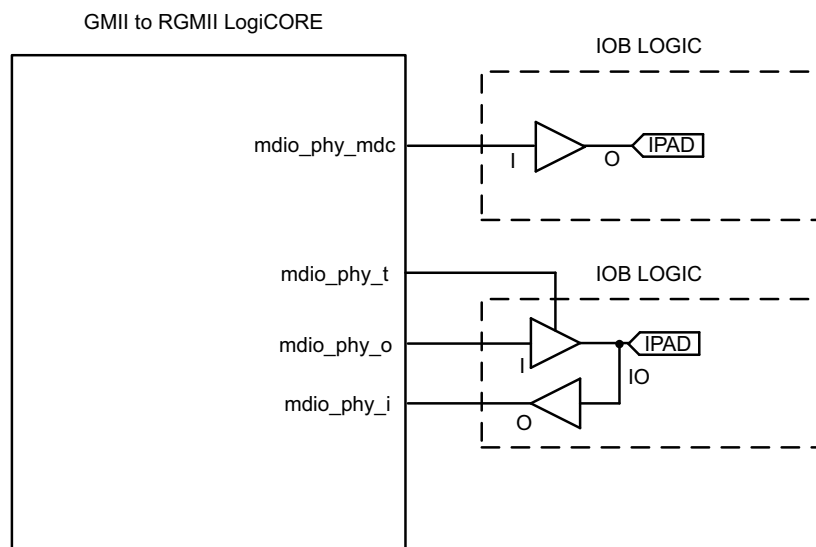 GMII to RGMII LogiCORE
IOB LOGIC
mdio_phy_mdc
I
O
IPAD
mdio_phy_t
IOB LOGIC
mdio_phy_o
I
IPAD
IO
mdio_phy_i
O